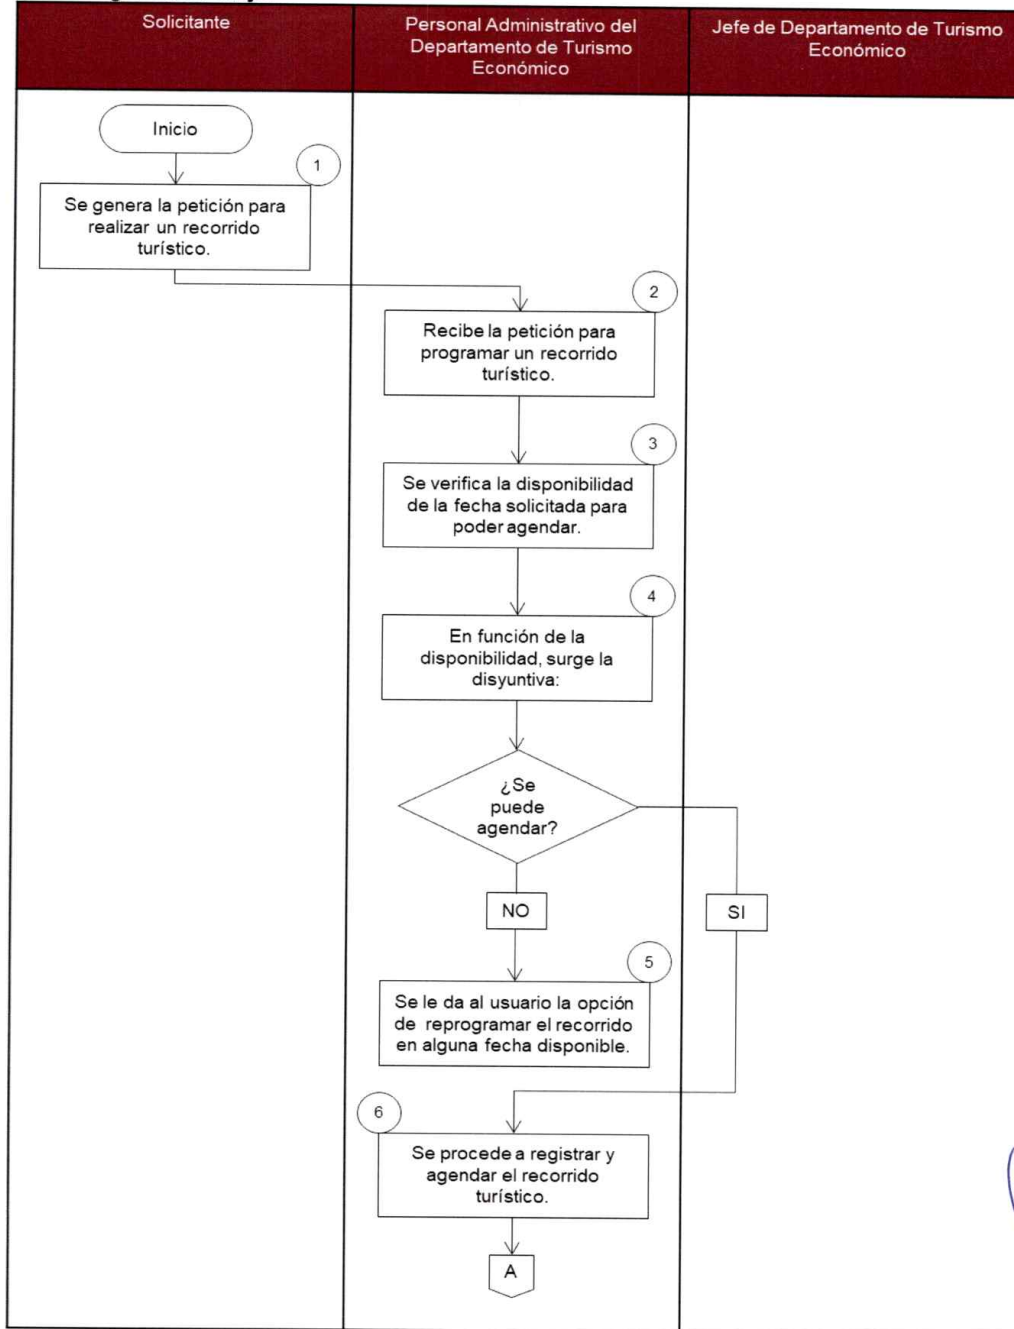 Solicitante
Personal Administrativo del
Departamento de Turismo
Económico
Jefe de Departamento de Turismo
Económico
Inicio
1
Se genera la petición para
realizar un recorrido
turístico.
2
Recibe la petición para
programar un recorrido
turístico.
3
Se verifica la disponibilidad
de la fecha solicitada para
poder agendar.
4
En función de la
disponibilidad, surge la
disyuntiva:
¿Se
puede
agendar?
NO
SI
5
Se le da al usuario la opción
de reprogramar el recorrido
en alguna fecha disponible.
6
Se procede a registrar y
agendar el recorrido
turístico.
A